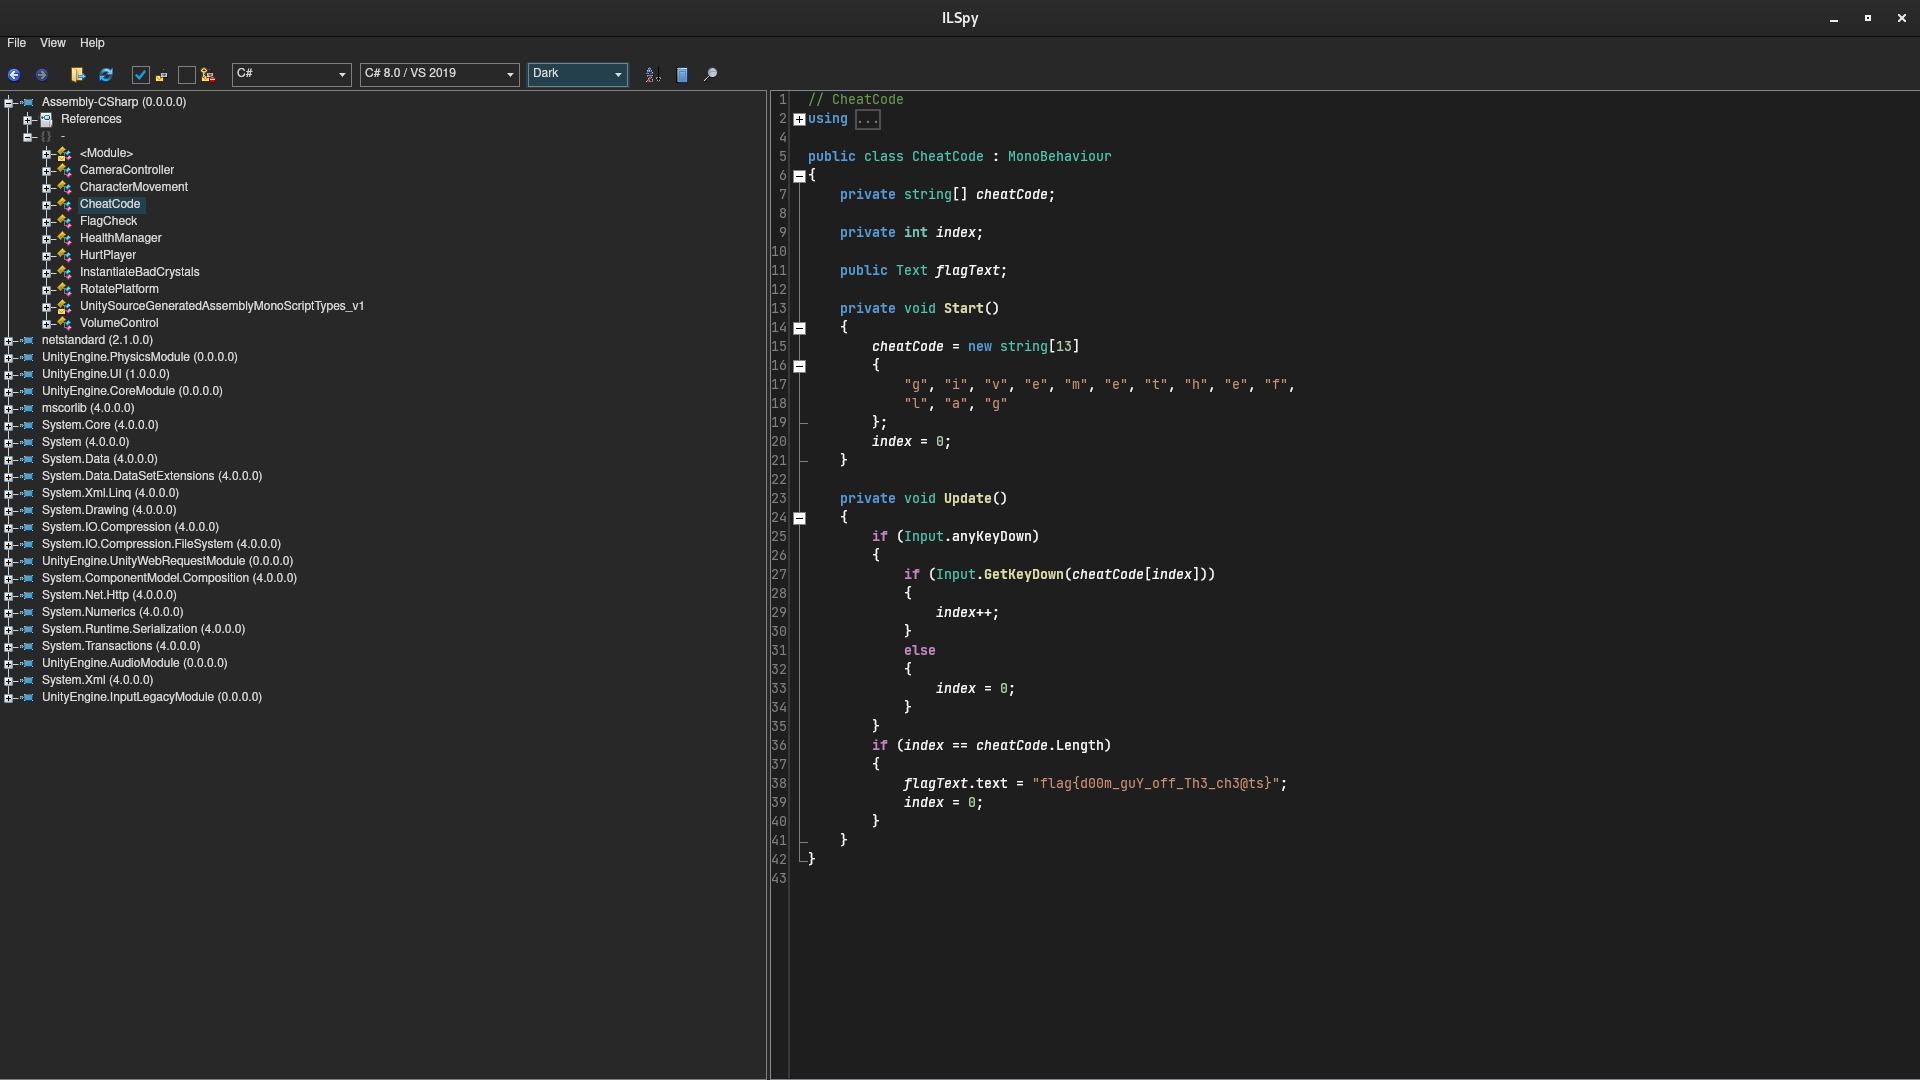 ILSpy
File View Help
C# C# 8.0 / VS 2019 Dark
Assembly-CSharp (0.0.0.0)
References
-
<Module>
CameraController
CharacterMovement
CheatCode
FlagCheck
HealthManager
HurtPlayer
InstantiateBadCrystals
RotatePlatform
UnitySourceGeneratedAssemblyMonoScriptTypes_v1
VolumeControl
netstandard (2.1.0.0)
UnityEngine.PhysicsModule (0.0.0.0)
UnityEngine.UI (1.0.0.0)
UnityEngine.CoreModule (0.0.0.0)
mscorlib (4.0.0.0)
System.Core (4.0.0.0)
System (4.0.0.0)
System.Data (4.0.0.0)
System.Data.DataSetExtensions (4.0.0.0)
System.Xml.Linq (4.0.0.0)
System.Drawing (4.0.0.0)
System.IO.Compression (4.0.0.0)
System.IO.Compression.FileSystem (4.0.0.0)
UnityEngine.UnityWebRequestModule (0.0.0.0)
System.ComponentModel.Composition (4.0.0.0)
System.Net.Http (4.0.0.0)
System.Numerics (4.0.0.0)
System.Runtime.Serialization (4.0.0.0)
System.Transactions (4.0.0.0)
UnityEngine.AudioModule (0.0.0.0)
System.Xml (4.0.0.0)
UnityEngine.InputLegacyModule (0.0.0.0)
1 // CheatCode
2 using ...
4
5 public class CheatCode : MonoBehaviour
6 {
7 private string[] cheatCode;
8
9 private int index;
10
11 public Text flagText;
12
13 private void Start()
14 {
15 cheatCode = new string[13]
16 {
17 "g", "i", "v", "e", "m", "e", "t", "h", "e", "f",
18 "l", "a", "g"
19 };
20 index = 0;
21 }
22
23 private void Update()
24 {
25 if (Input.anyKeyDown)
26 {
27 if (Input.GetKeyDown(cheatCode[index]))
28 {
29 index++;
30 }
31 else
32 {
33 index = 0;
34 }
35 }
36 if (index == cheatCode.Length)
37 {
38 flagText.text = "flag{d00m_guY_off_Th3_ch3@ts}";
39 index = 0;
40 }
41 }
42 }
43